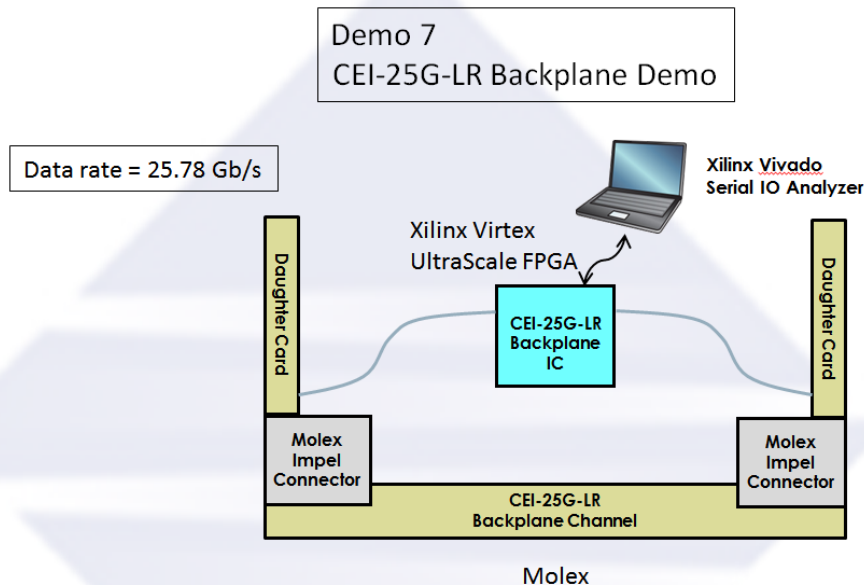 Demo 7
CEI-25G-LR Backplane Demo
Data rate = 25.78 Gb/s
Xilinx Vivado
Serial IO Analyzer
Xilinx Virtex
UltraScale FPGA
Daughter Card
CEI-25G-LR
Backplane
IC
Daughter Card
Molex
Impel
Connector
Molex
Impel
Connector
CEI-25G-LR
Backplane Channel
Molex